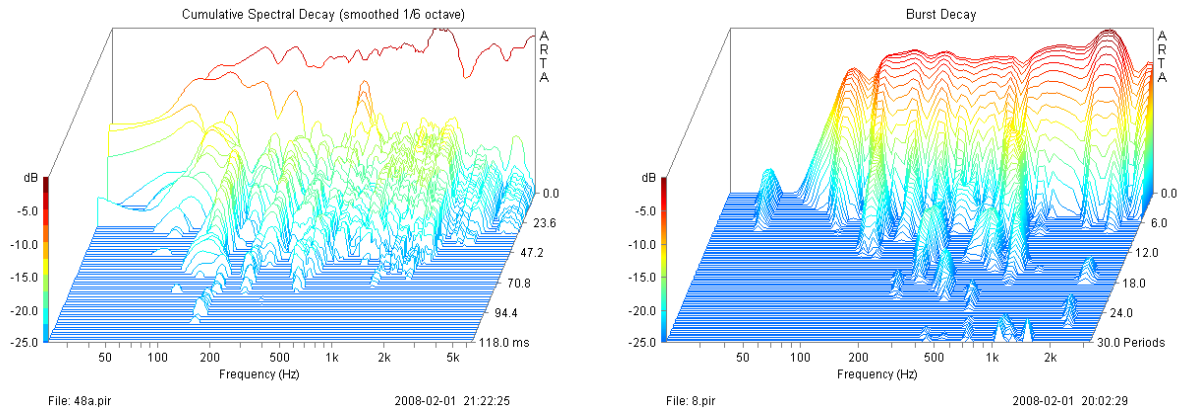 Cumulative Spectral Decay (smoothed 1/6 octave)
A
R
T
A
dB
-5.0
-10.0
-15.0
-20.0
-25.0
0.0
23.6
47.2
70.8
94.4
118.0 ms
50 100 200 500 1k 2k 5k
Frequency (Hz)
File: 48a.pir 2008-02-01 21:22:25
Burst Decay
A
R
T
A
dB
-5.0
-10.0
-15.0
-20.0
-25.0
0.0
6.0
12.0
18.0
24.0
30.0 Periods
50 100 200 500 1k 2k
Frequency (Hz)
File: 8.pir 2008-02-01 20:02:29